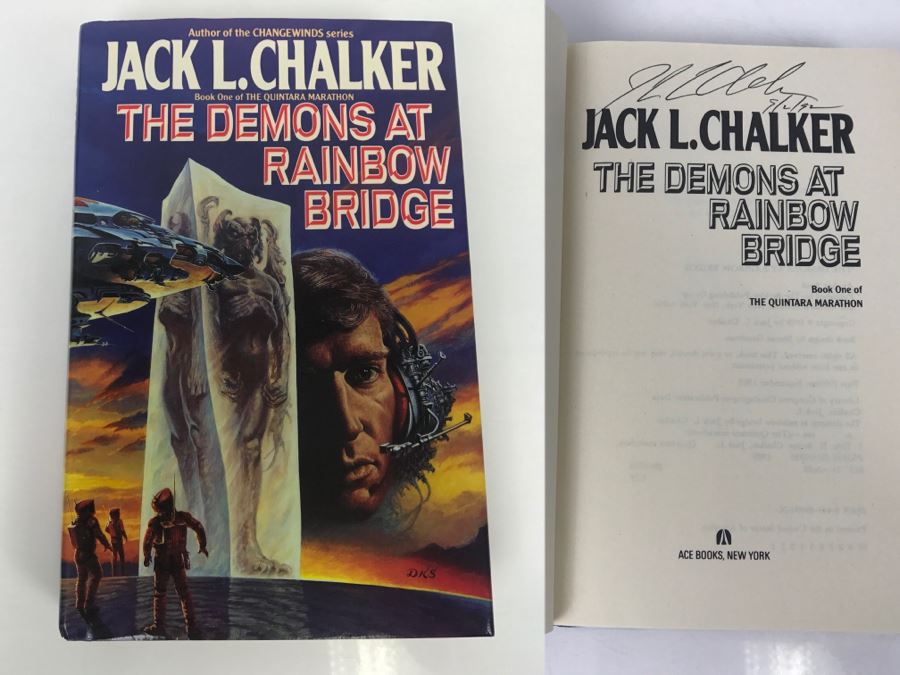 Author of the CHANGEWINDS series
JACK L. CHALKER
Book One of THE QUINTARA MARATHON
THE DEMONS AT
RAINBOW
BRIDGE
DKS
JACK L. CHALKER
THE DEMONS AT
RAINBOW
BRIDGE
Book One of
THE QUINTARA MARATHON
ACE BOOKS, NEW YORK